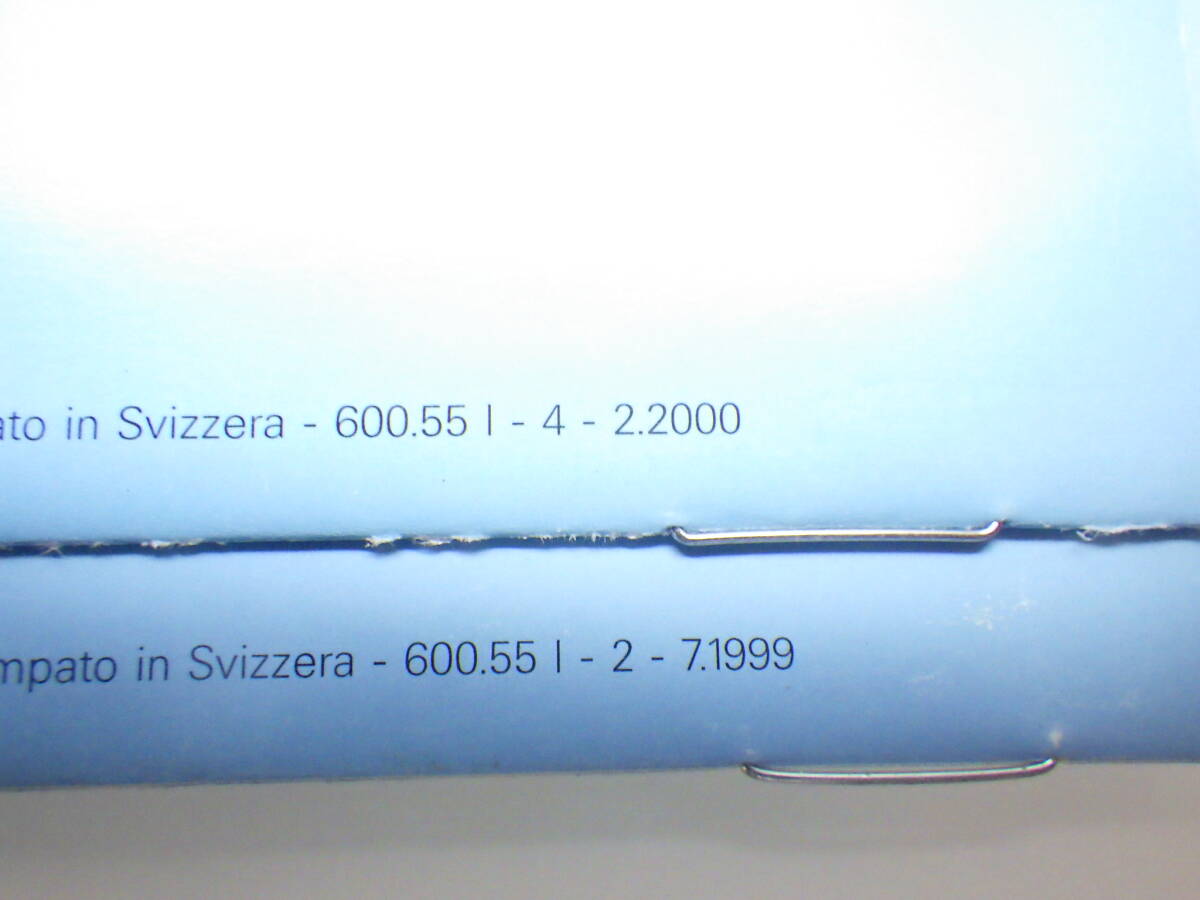 ato in Svizzera - 600.55 I - 4 - 2.2000
mpato in Svizzera - 600.55 I - 2 - 7.1999